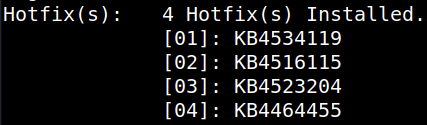 Hotfix(s): 4 Hotfix(s) Installed.
[01]: KB4534119
[02]: KB4516115
[03]: KB4523204
[04]: KB4464455